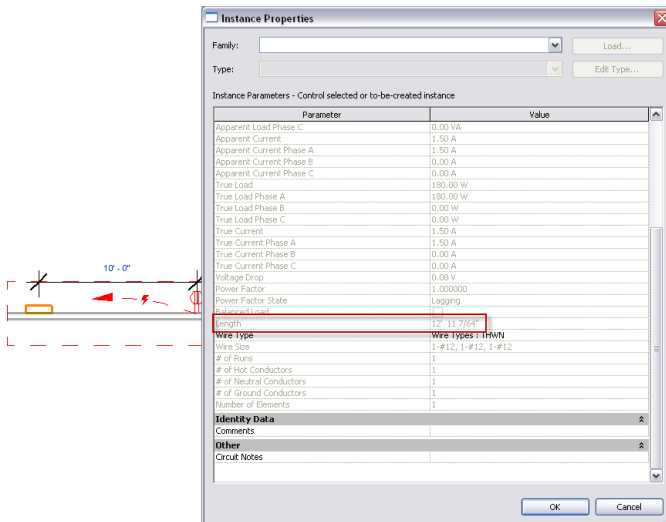 Instance Properties
Family:
Load...
Type:
Edit Type...
Instance Parameters - Control selected or to-be-created instance
Parameter Value
Apparent Load Phase C 0.00 VA
Apparent Current 1.50 A
Apparent Current Phase A 1.50 A
Apparent Current Phase B 0.00 A
Apparent Current Phase C 0.00 A
True Load 180.00 W
True Load Phase A 180.00 W
True Load Phase B 0.00 W
True Load Phase C 0.00 W
True Current 1.50 A
True Current Phase A 1.50 A
True Current Phase B 0.00 A
True Current Phase C 0.00 A
Voltage Drop 0.08 V
Power Factor 1.000000
Power Factor State Lagging
Balanced Load
Length 12' 11 7/64"
Wire Type Wire Types : THWN
Wire Size 1-#12, 1-#12, 1-#12
# of Runs 1
# of Hot Conductors 1
# of Neutral Conductors 1
# of Ground Conductors 1
Number of Elements 1
Identity Data
Comments
Other
Circuit Notes
OK Cancel
10' - 0"